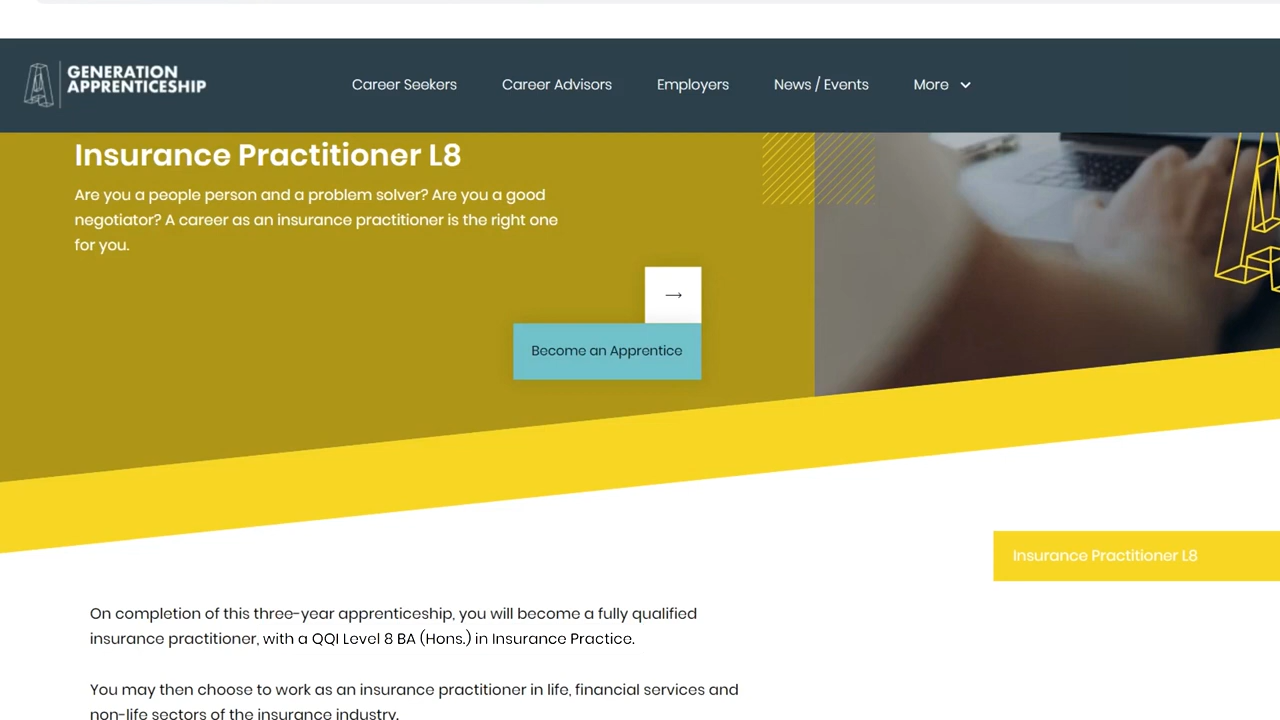 GENERATION
APPRENTICESHIP
Career Seekers
Career Advisors
Employers
News / Events
More
Insurance Practitioner L8
Are you a people person and a problem solver? Are you a good
negotiator? A career as an insurance practitioner is the right one
for you.
Become an Apprentice
Insurance Practitioner L8
On completion of this three-year apprenticeship, you will become a fully qualified
insurance practitioner, with a QQI Level 8 BA (Hons.) in Insurance Practice.
You may then choose to work as an insurance practitioner in life, financial services and
non-life sectors of the insurance industry.